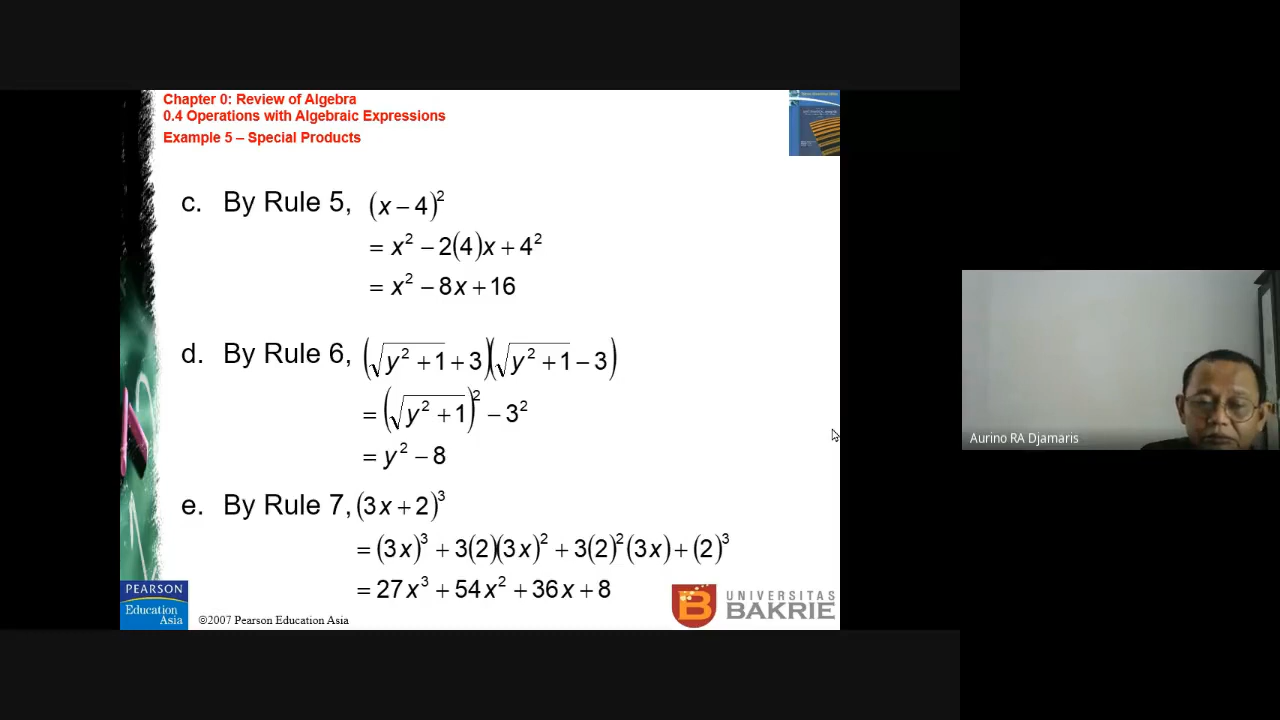 Chapter 0: Review of Algebra
0.4 Operations with Algebraic Expressions
Example 5 – Special Products
c. By Rule 5, (x – 4)²
= x² – 2(4)x + 4²
= x² – 8x + 16
d. By Rule 6, (√(y² + 1) + 3)(√(y² + 1) – 3)
= (√(y² + 1))² – 3²
= y² – 8
e. By Rule 7, (3x + 2)³
= (3x)³ + 3(2)(3x)² + 3(2)²(3x) + (2)³
= 27x³ + 54x² + 36x + 8
PEARSON
Education
Asia
©2007 Pearson Education Asia
B
UNIVERSITAS
BAKRIE
Aurino RA Djamaris